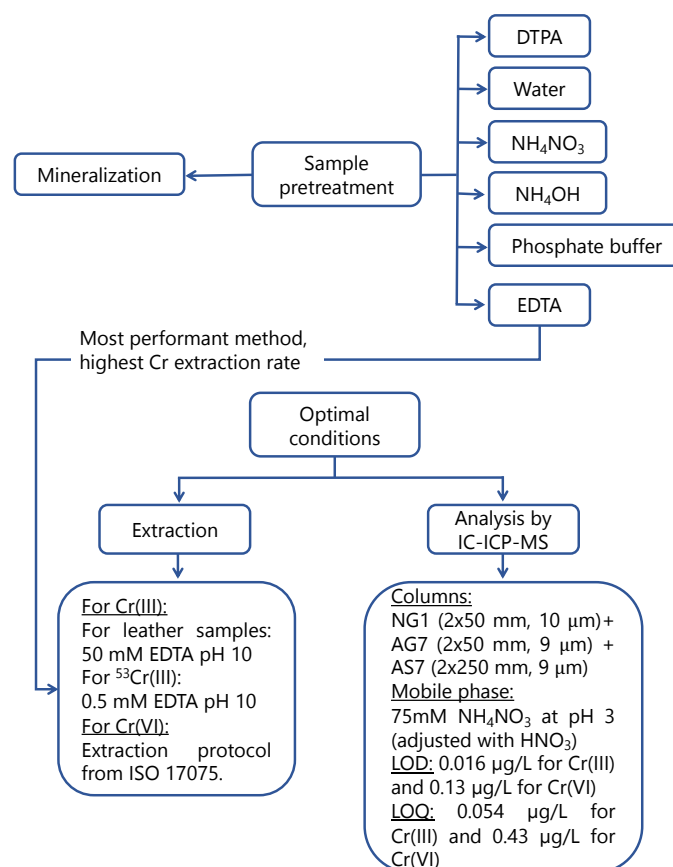 DTPA
Water
NH₄NO₃
Mineralization
Sample
pretreatment
NH₄OH
Phosphate buffer
EDTA
Most performant method,
highest Cr extraction rate
Optimal
conditions
Extraction
Analysis by
IC-ICP-MS
For Cr(III):
For leather samples:
50 mM EDTA pH 10
For ⁵³Cr(III):
0.5 mM EDTA pH 10
For Cr(VI):
Extraction protocol
from ISO 17075.
Columns:
NG1 (2x50 mm, 10 µm)+
AG7 (2x50 mm, 9 µm) +
AS7 (2x250 mm, 9 µm)
Mobile phase:
75mM NH₄NO₃ at pH 3
(adjusted with HNO₃)
LOD: 0.016 µg/L for Cr(III)
and 0.13 µg/L for Cr(VI)
LOQ: 0.054 µg/L for
Cr(III) and 0.43 µg/L for
Cr(VI)